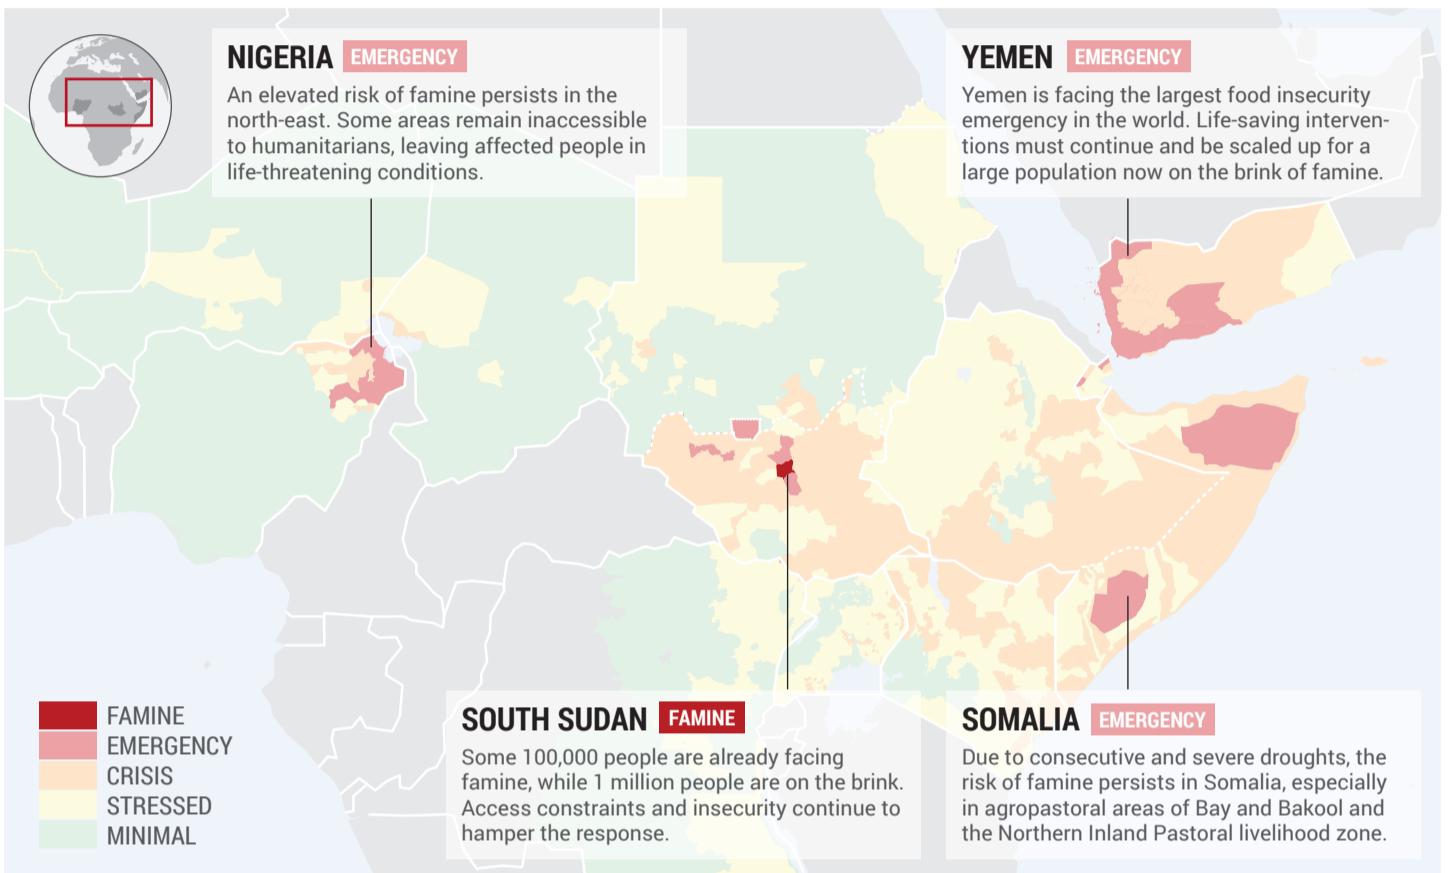 NIGERIA EMERGENCY
An elevated risk of famine persists in the
north-east. Some areas remain inaccessible
to humanitarians, leaving affected people in
life-threatening conditions.
YEMEN EMERGENCY
Yemen is facing the largest food insecurity
emergency in the world. Life-saving interven-
tions must continue and be scaled up for a
large population now on the brink of famine.
FAMINE
EMERGENCY
CRISIS
STRESSED
MINIMAL
SOUTH SUDAN FAMINE
Some 100,000 people are already facing
famine, while 1 million people are on the brink.
Access constraints and insecurity continue to
hamper the response.
SOMALIA EMERGENCY
Due to consecutive and severe droughts, the
risk of famine persists in Somalia, especially
in agropastoral areas of Bay and Bakool and
the Northern Inland Pastoral livelihood zone.